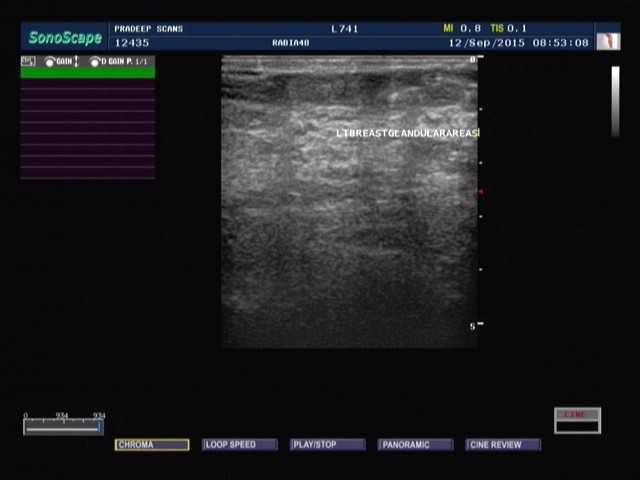 SonoScape
PRADEEP SCANS
L741
MI 0.8 TIS 0.1
12435
RABIA48
12/Sep/2015 08:53:08
GAIN
D GAIN P. 1/1
0
LTBREASTGLANDULARAREAS
5
0 934 934
CINE
CHROMA
LOOP SPEED
PLAY/STOP
PANORAMIC
CINE REVIEW